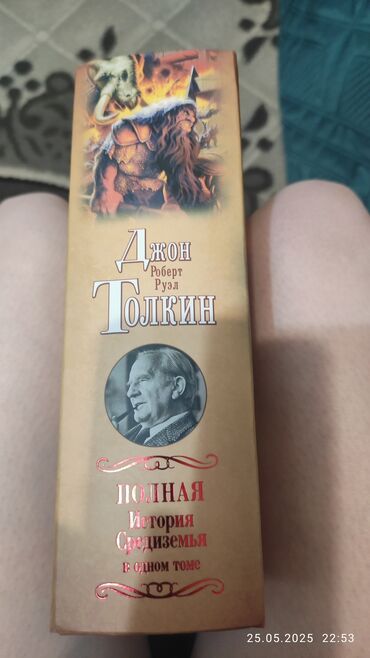 Джон
Роберт
Руэл
Толкин
ПОЛНАЯ
История
Средиземья
в одном томе
25.05.2025 22:53